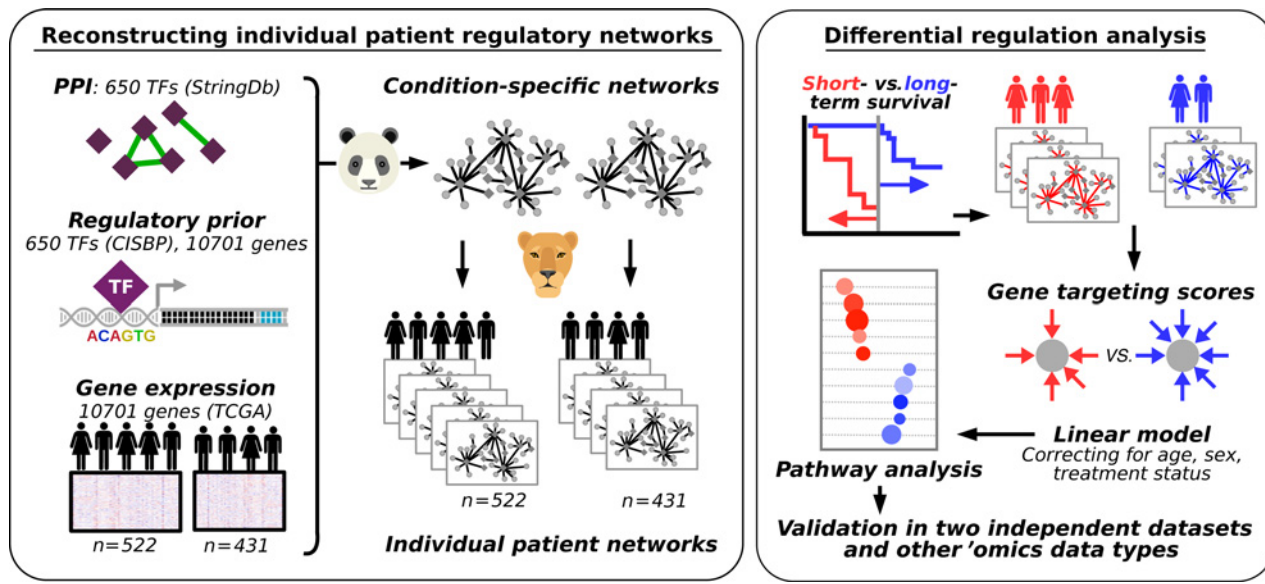 Reconstructing individual patient regulatory networks
PPI: 650 TFs (StringDb)
Regulatory prior
650 TFs (CISBP), 10701 genes
TF
ACAGTG
Gene expression
10701 genes (TCGA)
n=522
n=431
Condition-specific networks
n=522
n=431
Individual patient networks
Differential regulation analysis
Short- vs. long-
term survival
Gene targeting scores
vs.
Linear model
Correcting for age, sex,
treatment status
Pathway analysis
Validation in two independent datasets
and other 'omics data types